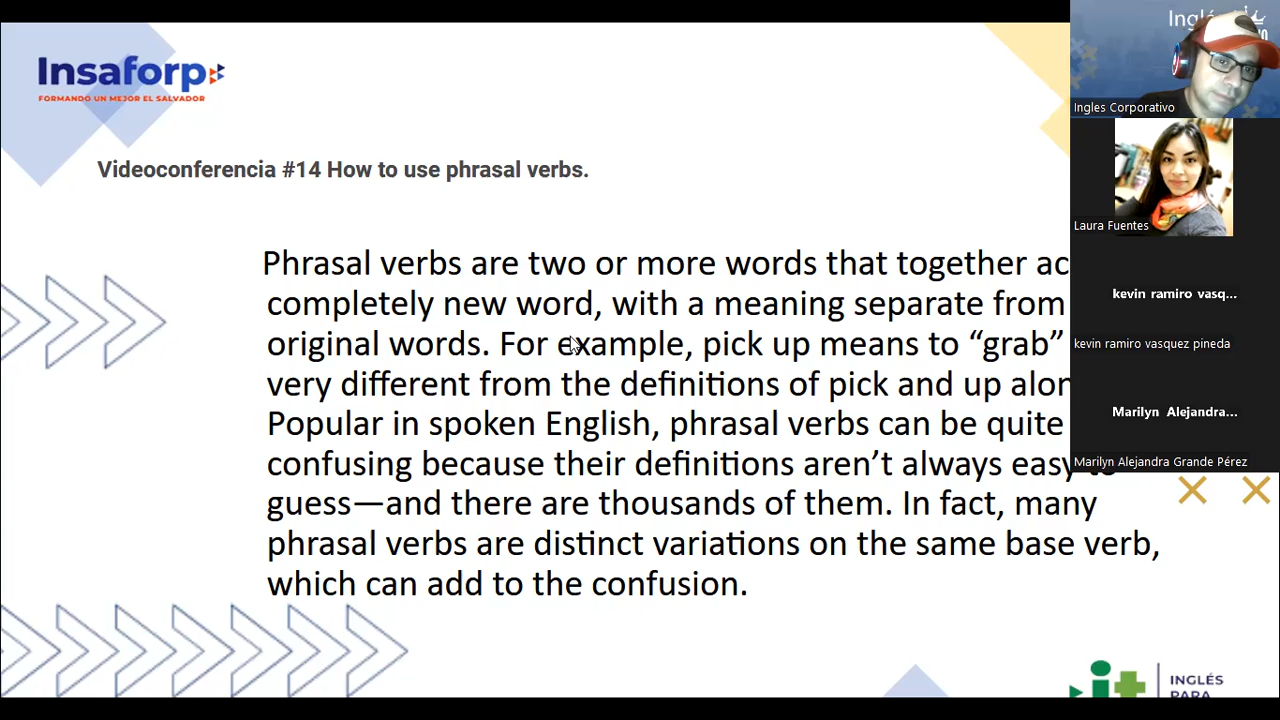 Insaforp
FORMANDO UN MEJOR EL SALVADOR
Videoconferencia #14 How to use phrasal verbs.
Phrasal verbs are two or more words that together
completely new word, with a meaning separate from
original words. For example, pick up means to “grab”
very different from the definitions of pick and up
Popular in spoken English, phrasal verbs can be quite
confusing because their definitions aren’t always easy to
guess—and there are thousands of them. In fact, many
phrasal verbs are distinct variations on the same base verb,
which can add to the confusion.
Ingles Corporativo
Laura Fuentes
kevin ramiro vasq...
kevin ramiro vasquez pineda
Marilyn Alejandra...
Marilyn Alejandra Grande Pérez
it
INGLÉS
PARA